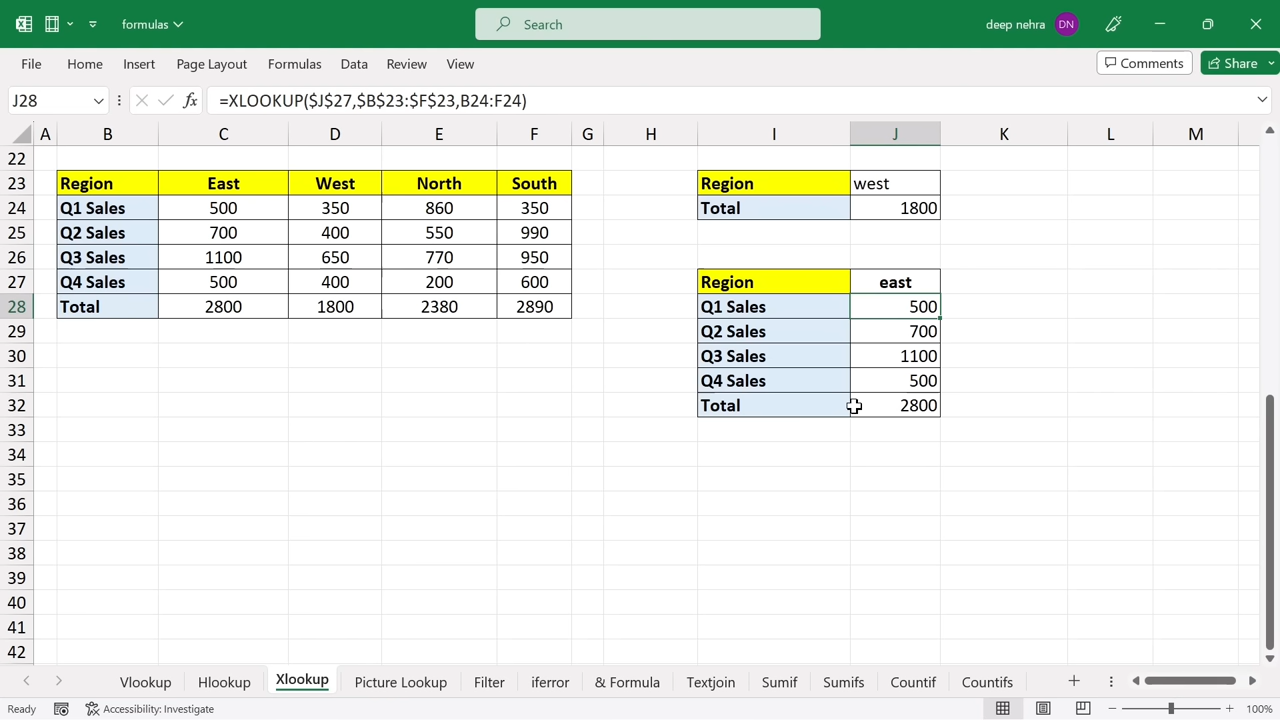 formulas
Search
deep nehra DN
File Home Insert Page Layout Formulas Data Review View Comments Share
J28 fx =XLOOKUP($J$27,$B$23:$F$23,B24:F24)
A B C D E F G H I J K L M
22
23 Region East West North South Region west
24 Q1 Sales 500 350 860 350 Total 1800
25 Q2 Sales 700 400 550 990
26 Q3 Sales 1100 650 770 950
27 Q4 Sales 500 400 200 600 Region east
28 Total 2800 1800 2380 2890 Q1 Sales 500
29 Q2 Sales 700
30 Q3 Sales 1100
31 Q4 Sales 500
32 Total 2800
33
34
35
36
37
38
39
40
41
42
Vlookup Hlookup Xlookup Picture Lookup Filter iferror & Formula Textjoin Sumif Sumifs Countif Countifs
Ready Accessibility: Investigate 100%